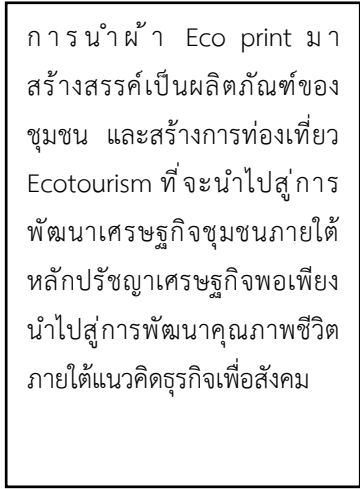 การนำผ้า Eco print มา
สร้างสรรค์เป็นผลิตภัณฑ์ของ
ชุมชน และสร้างการท่องเที่ยว
Ecotourism ที่จะนำไปสู่การ
พัฒนาเศรษฐกิจชุมชนภายใต้
หลักปรัชญาเศรษฐกิจพอเพียง
นำไปสู่การพัฒนาคุณภาพชีวิต
ภายใต้แนวคิดธุรกิจเพื่อสังคม